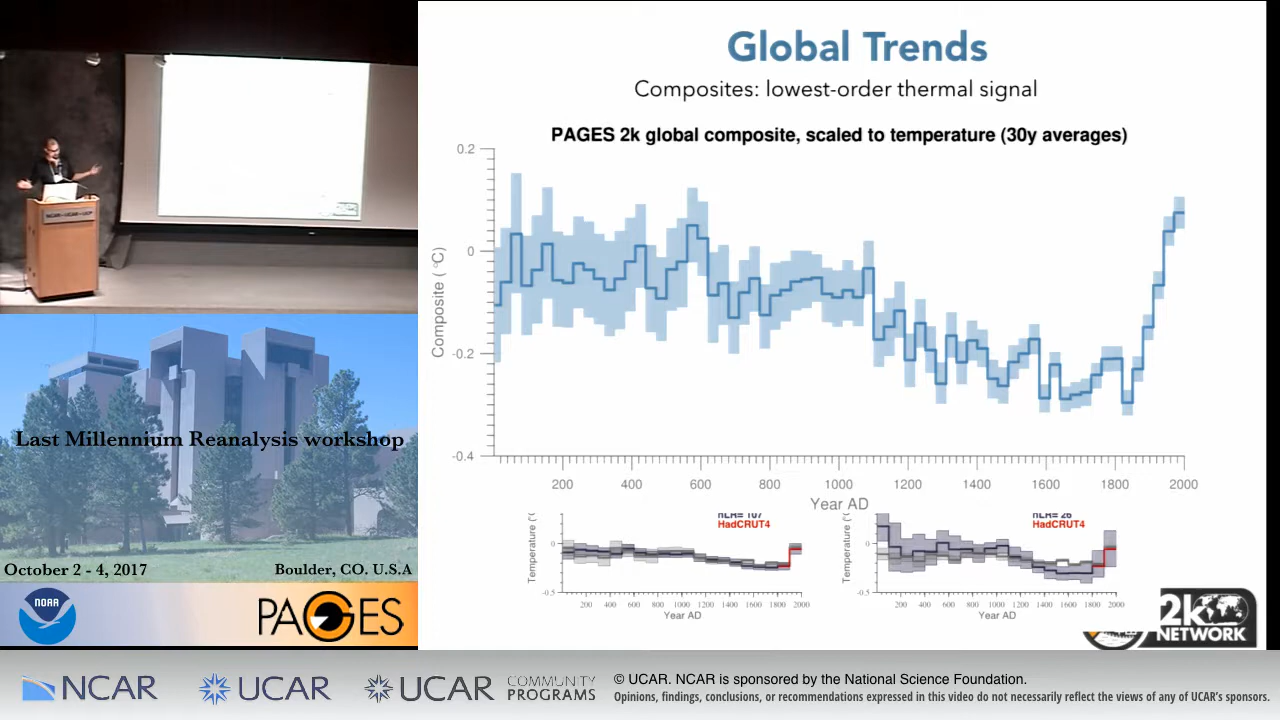 Global Trends
Composites: lowest-order thermal signal
PAGES 2k global composite, scaled to temperature (30y averages)
0.2
0
-0.2
-0.4
Composite (°C)
200 400 600 800 1000 1200 1400 1600 1800 2000
Year AD
HadCRUT4
0
-0.5
200 400 600 800 1000 1200 1400 1600 1800 2000
Year AD
HadCRUT4
0
-0.5
200 400 600 800 1000 1200 1400 1600 1800 2000
Year AD
Temperature (°C
Temperature (°C
2K
NETWORK
NCAR-UCAR-UCP
Last Millennium Reanalysis workshop
October 2 - 4, 2017
Boulder, CO. U.S.A
NOAA
PAGES
NCAR
UCAR
UCAR COMMUNITY PROGRAMS
© UCAR. NCAR is sponsored by the National Science Foundation.
Opinions, findings, conclusions, or recommendations expressed in this video do not necessarily reflect the views of any of UCAR's sponsors.